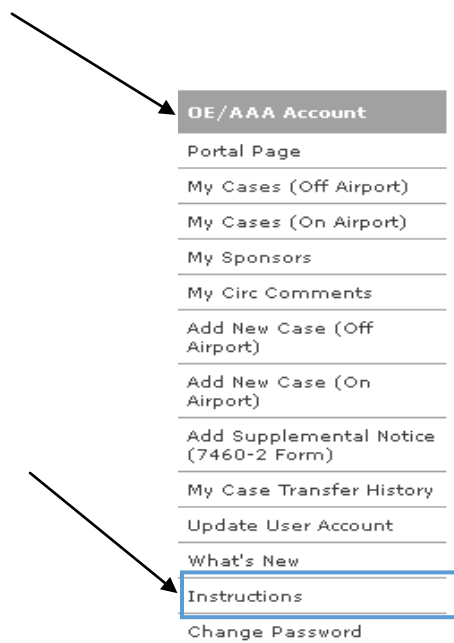 OE/AAA Account
Portal Page
My Cases (Off Airport)
My Cases (On Airport)
My Sponsors
My Circ Comments
Add New Case (Off
Airport)
Add New Case (On
Airport)
Add Supplemental Notice
(7460-2 Form)
My Case Transfer History
Update User Account
What's New
Instructions
Change Password